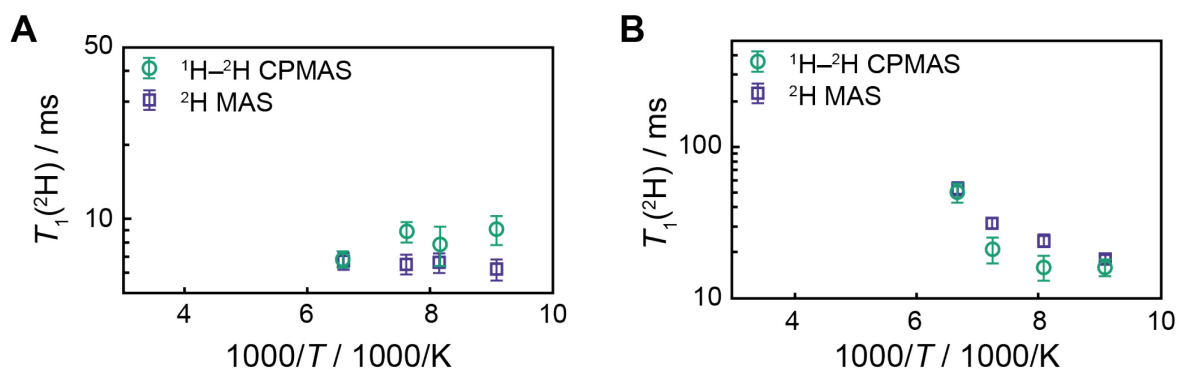 A
T₁(²H) / ms
50
10
¹H–²H CPMAS
²H MAS
4 6 8 10
1000/T / 1000/K
B
T₁(²H) / ms
100
10
¹H–²H CPMAS
²H MAS
4 6 8 10
1000/T / 1000/K